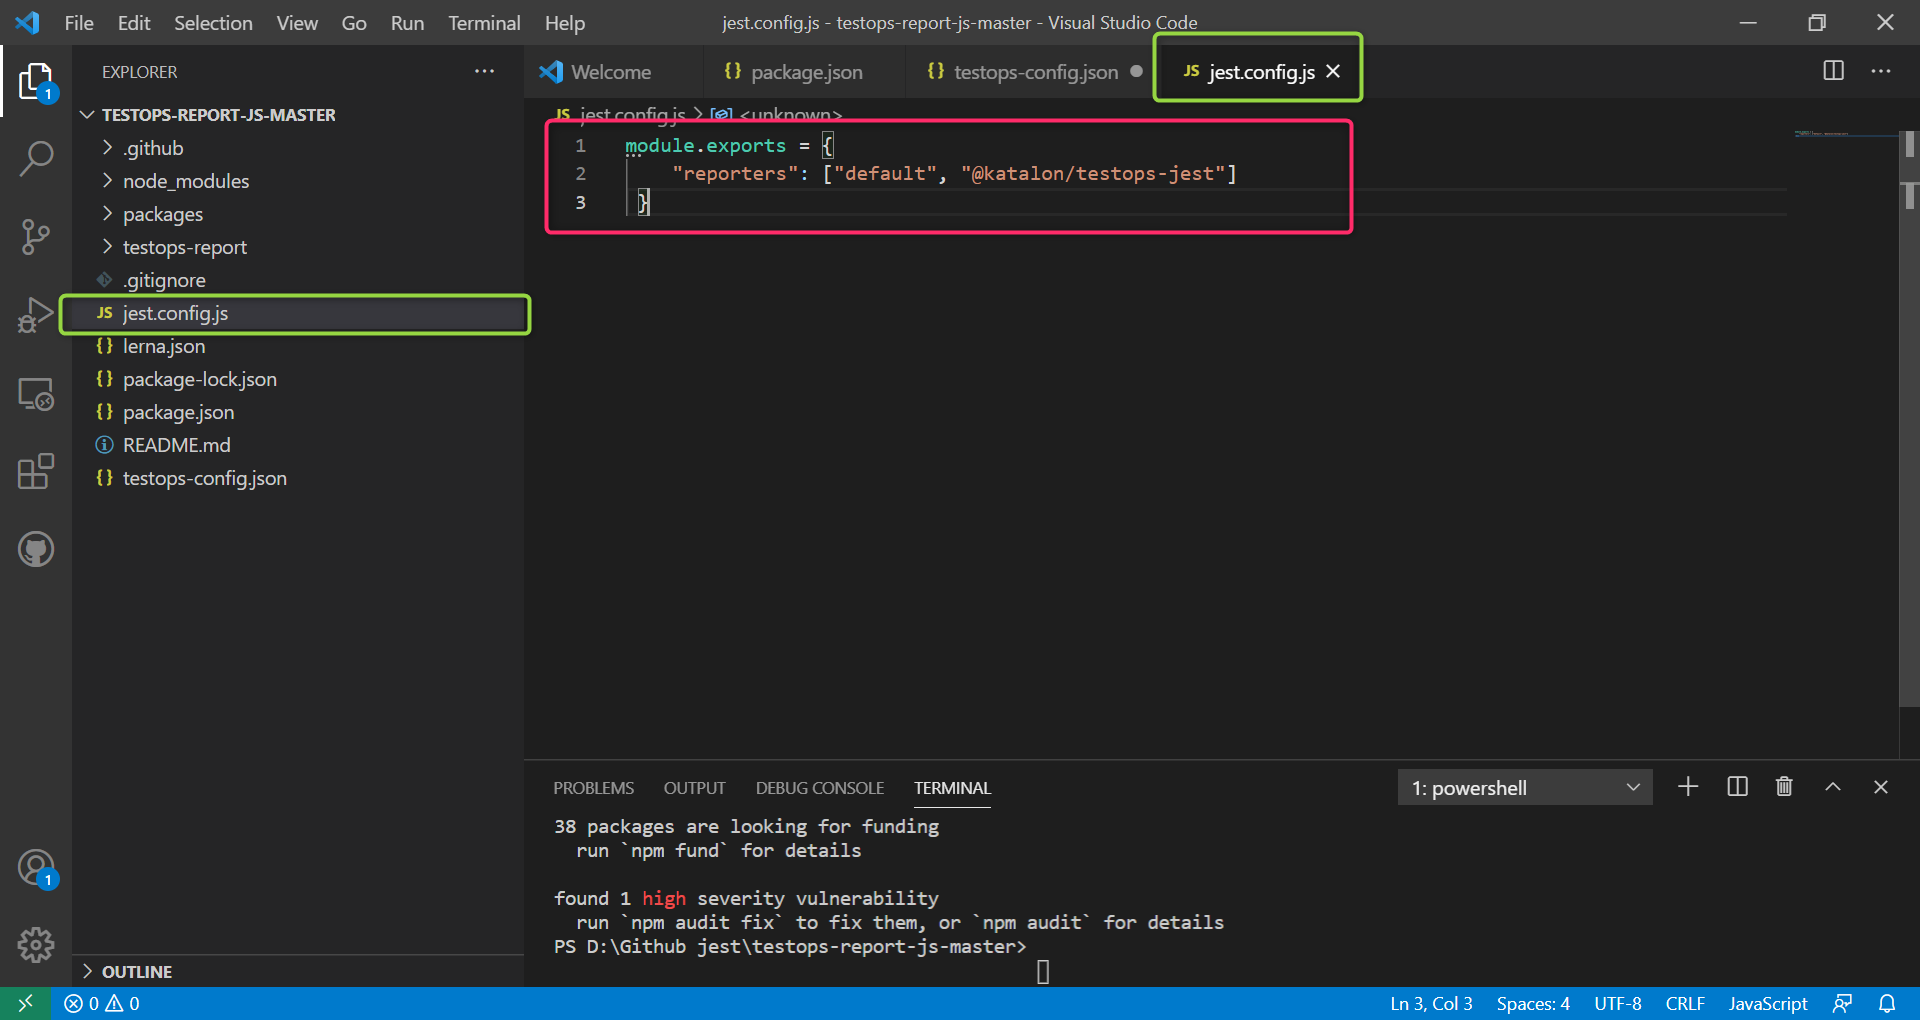 File Edit Selection View Go Run Terminal Help
jest.config.js - testops-report-js-master - Visual Studio Code
EXPLORER
1
TESTOPS-REPORT-JS-MASTER
.github
node_modules
packages
testops-report
.gitignore
JS jest.config.js
{} lerna.json
{} package-lock.json
{} package.json
README.md
{} testops-config.json
OUTLINE
1
Welcome
{} package.json
{} testops-config.json
JS jest.config.js
JS jest.config.js > <unknown>
1 module.exports = {
2 "reporters": ["default", "@katalon/testops-jest"]
3 }
PROBLEMS OUTPUT DEBUG CONSOLE TERMINAL
1: powershell
38 packages are looking for funding
run `npm fund` for details
found 1 high severity vulnerability
run `npm audit fix` to fix them, or `npm audit` for details
PS D:\Github jest\testops-report-js-master>
0 0
Ln 3, Col 3 Spaces: 4 UTF-8 CRLF JavaScript